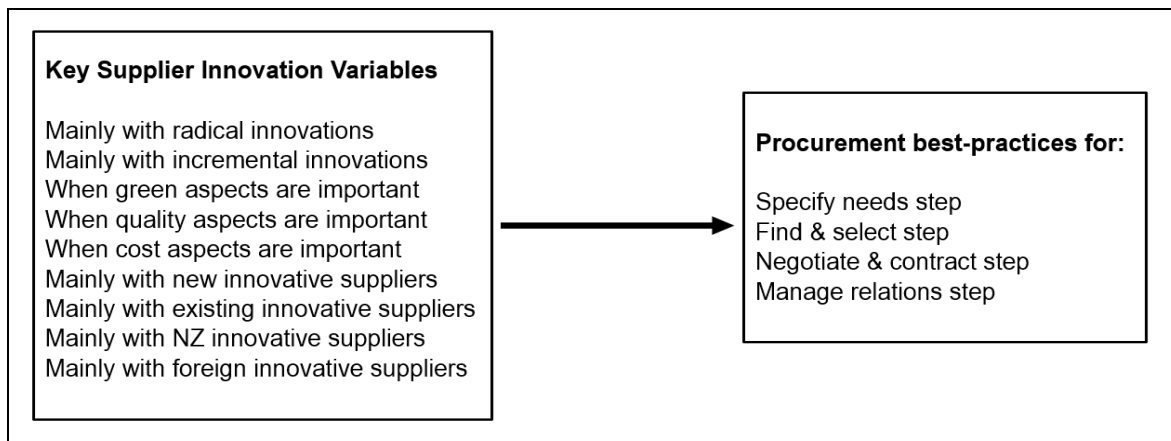 Key Supplier Innovation Variables
Mainly with radical innovations
Mainly with incremental innovations
When green aspects are important
When quality aspects are important
When cost aspects are important
Mainly with new innovative suppliers
Mainly with existing innovative suppliers
Mainly with NZ innovative suppliers
Mainly with foreign innovative suppliers
Procurement best-practices for:
Specify needs step
Find & select step
Negotiate & contract step
Manage relations step